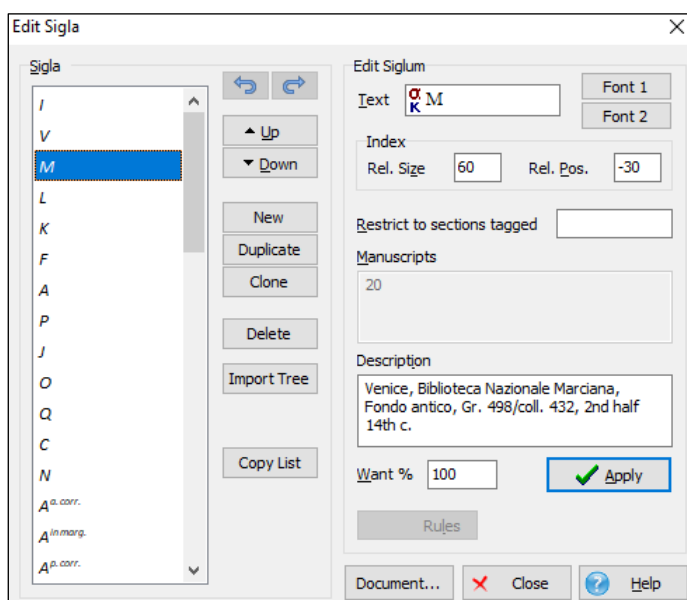 Edit Sigla
Sigla
I
V
M
L
K
F
A
P
J
O
Q
C
N
A a. corr.
A in marg.
A p. corr.
Up
Down
New
Duplicate
Clone
Delete
Import Tree
Copy List
Edit Siglum
Text M
Font 1
Font 2
Index
Rel. Size 60 Rel. Pos. -30
Restrict to sections tagged
Manuscripts
20
Description
Venice, Biblioteca Nazionale Marciana,
Fondo antico, Gr. 498/coll. 432, 2nd half
14th c.
Want % 100 Apply
Rules
Document... Close Help